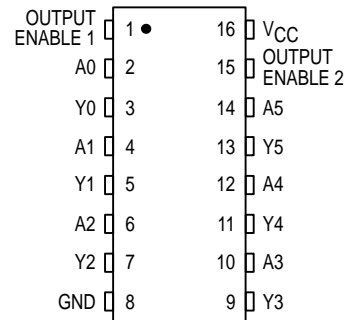 OUTPUT
ENABLE 1 1 16 VCC
A0 2 15 OUTPUT
ENABLE 2
Y0 3 14 A5
A1 4 13 Y5
Y1 5 12 A4
A2 6 11 Y4
Y2 7 10 A3
GND 8 9 Y3